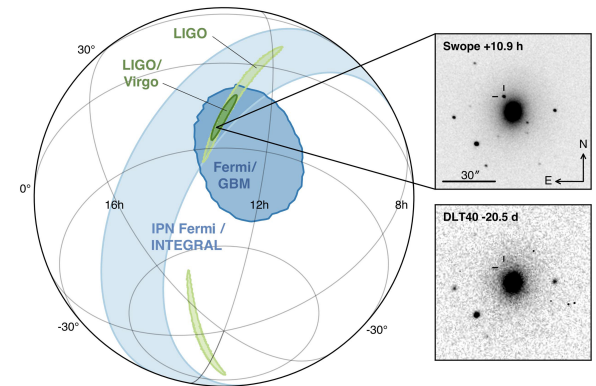 LIGO
30°
LIGO/
Virgo
Fermi/
GBM
0°
16h
12h
8h
IPN Fermi /
INTEGRAL
-30°
-30°
Swope +10.9 h
30″
N
E
DLT40 -20.5 d